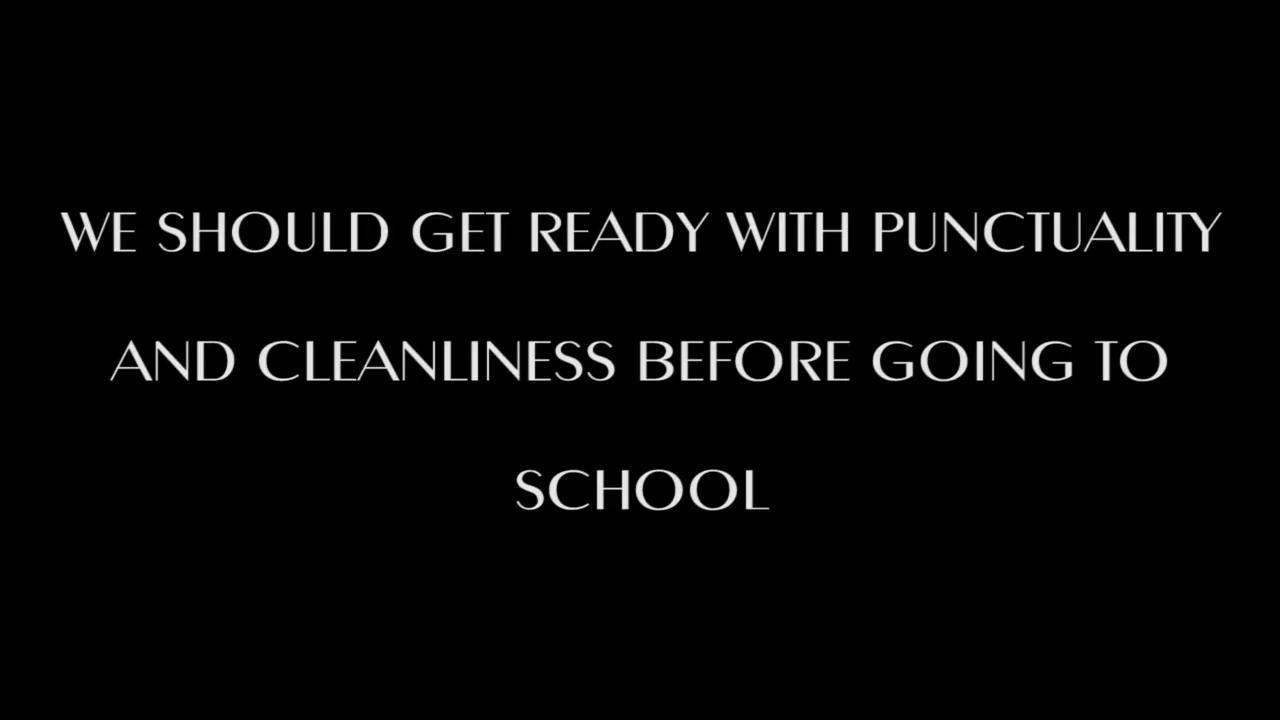 WE SHOULD GET READY WITH PUNCTUALITY
AND CLEANLINESS BEFORE GOING TO
SCHOOL